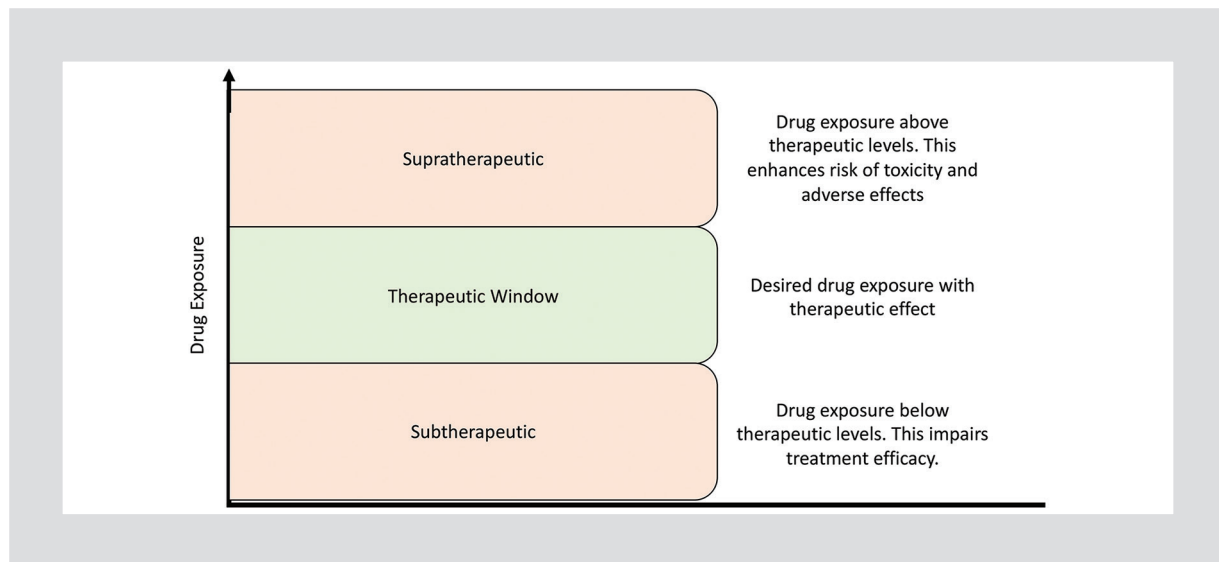 Supratherapeutic
Drug exposure above
therapeutic levels. This
enhances risk of toxicity and
adverse effects
Drug Exposure
Therapeutic Window
Desired drug exposure with
therapeutic effect
Subtherapeutic
Drug exposure below
therapeutic levels. This impairs
treatment efficacy.